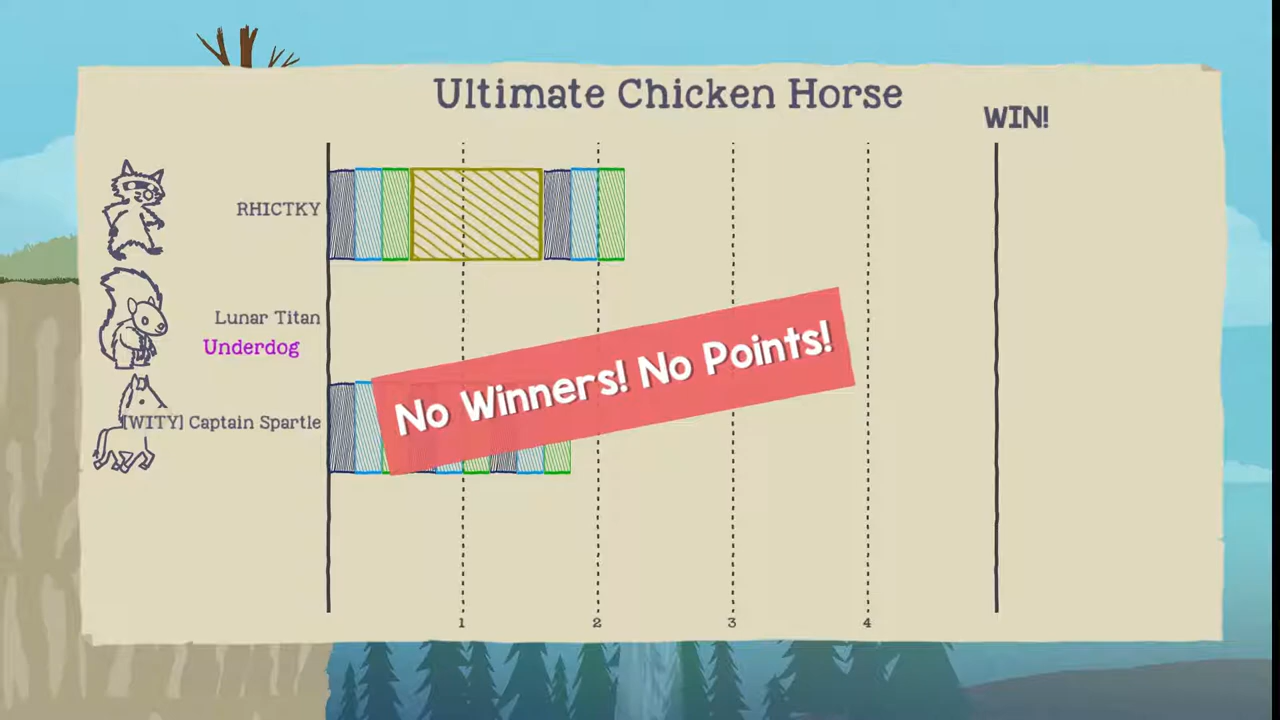 Ultimate Chicken Horse
WIN!
RHICTKY
Lunar Titan
Underdog
No Winners! No Points!
[WITY] Captain Spartle
1 2 3 4